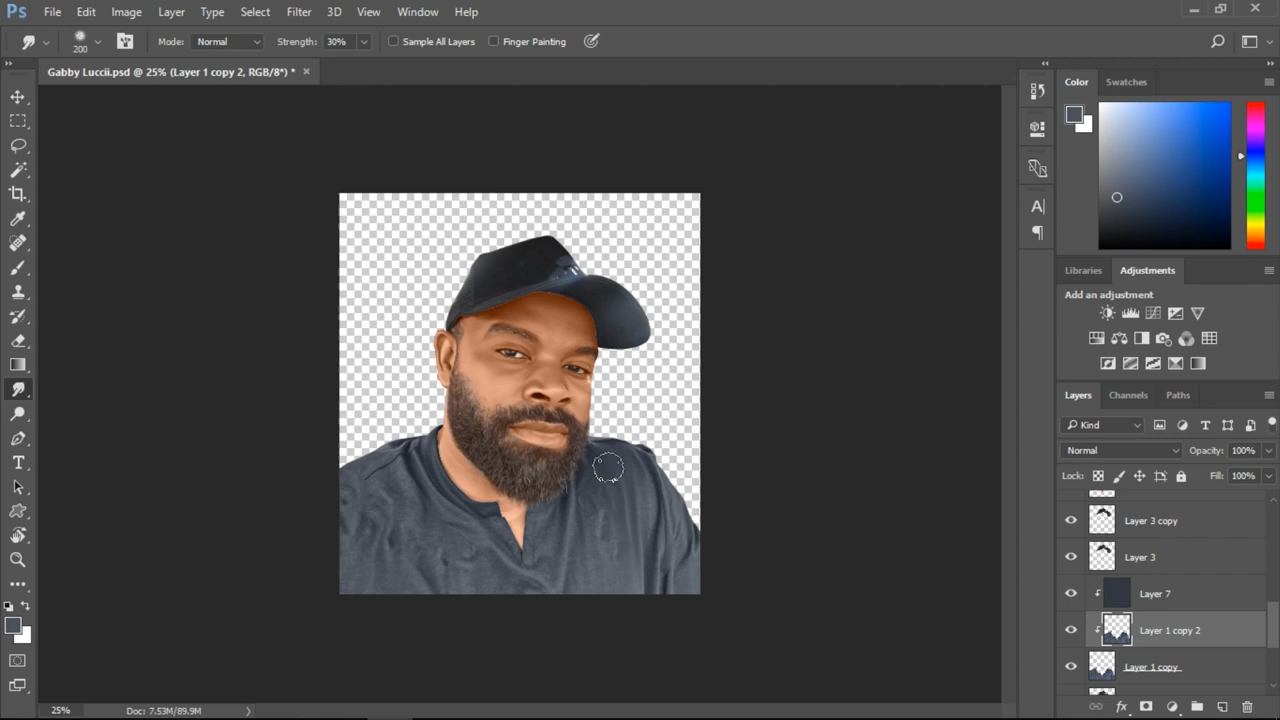 Ps File Edit Image Layer Type Select Filter 3D View Window Help
200 Mode: Normal Strength: 30% Sample All Layers Finger Painting
Gabby Luccii.psd @ 25% (Layer 1 copy 2, RGB/8*) *
Color Swatches
Libraries Adjustments
Add an adjustment
Layers Channels Paths
Kind
Normal Opacity: 100%
Lock: Fill: 100%
Layer 3 copy
Layer 3
Layer 7
Layer 1 copy 2
Layer 1 copy
25% Doc: 7.53M/89.9M